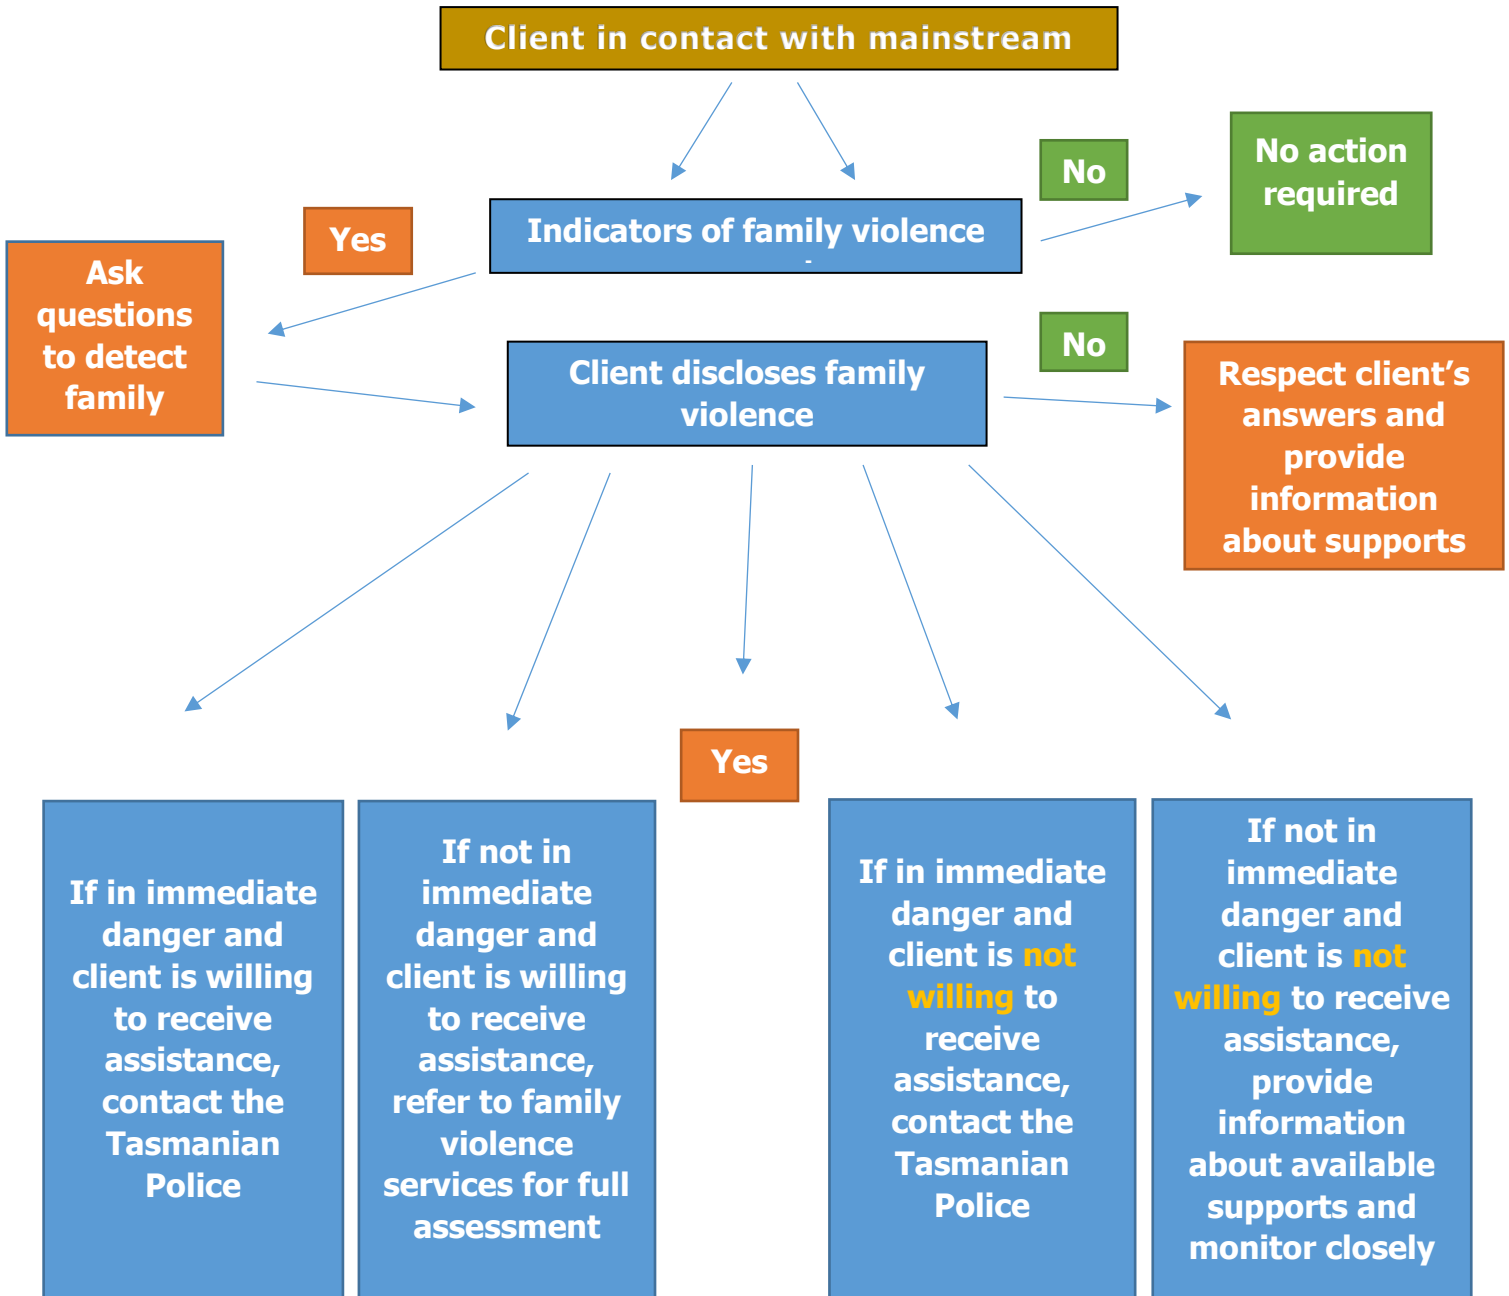 Client in contact with mainstream
No
No action
required
Yes
Indicators of family violence
-
Ask
questions
to detect
family
No
Client discloses family
violence
Respect client’s
answers and
provide
information
about supports
Yes
If in immediate
danger and
client is willing
to receive
assistance,
contact the
Tasmanian
Police
If not in
immediate
danger and
client is willing
to receive
assistance,
refer to family
violence
services for full
assessment
If in immediate
danger and
client is not
willing to
receive
assistance,
contact the
Tasmanian
Police
If not in
immediate
danger and
client is not
willing to receive
assistance,
provide
information
about available
supports and
monitor closely